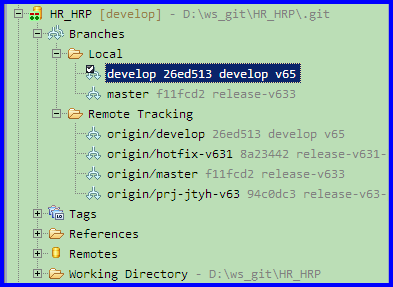 HR_HRP [develop] - D:\ws_git\HR_HRP\.git
Branches
Local
develop 26ed513 develop v65
master f11fcd2 release-v633
Remote Tracking
origin/develop 26ed513 develop v65
origin/hotfix-v631 8a23442 release-v631-
origin/master f11fcd2 release-v633
origin/prj-jtyh-v63 94c0dc3 release-v63-
Tags
References
Remotes
Working Directory - D:\ws_git\HR_HRP